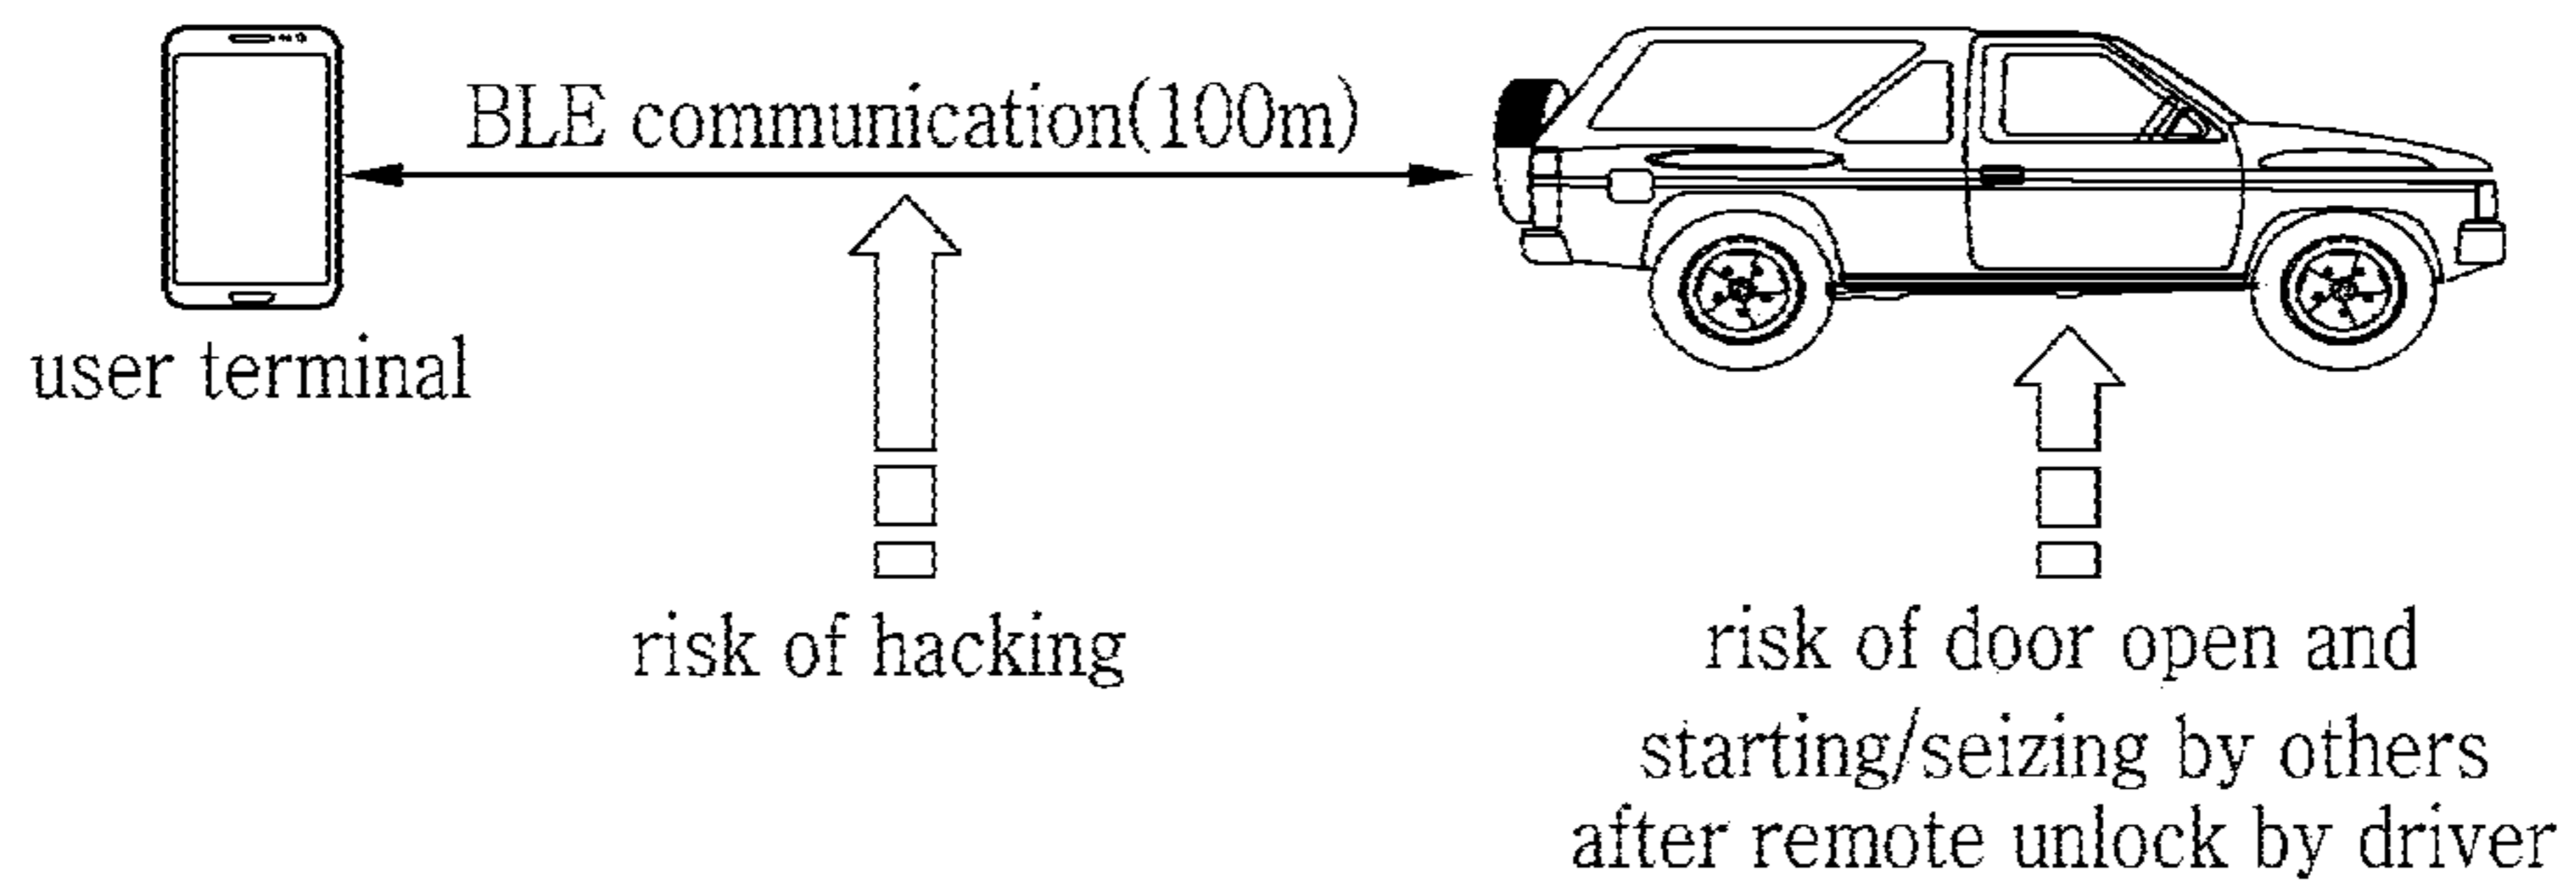 BLE communication(100m)
user terminal
risk of hacking
risk of door open and
starting/seizing by others
after remote unlock by driver